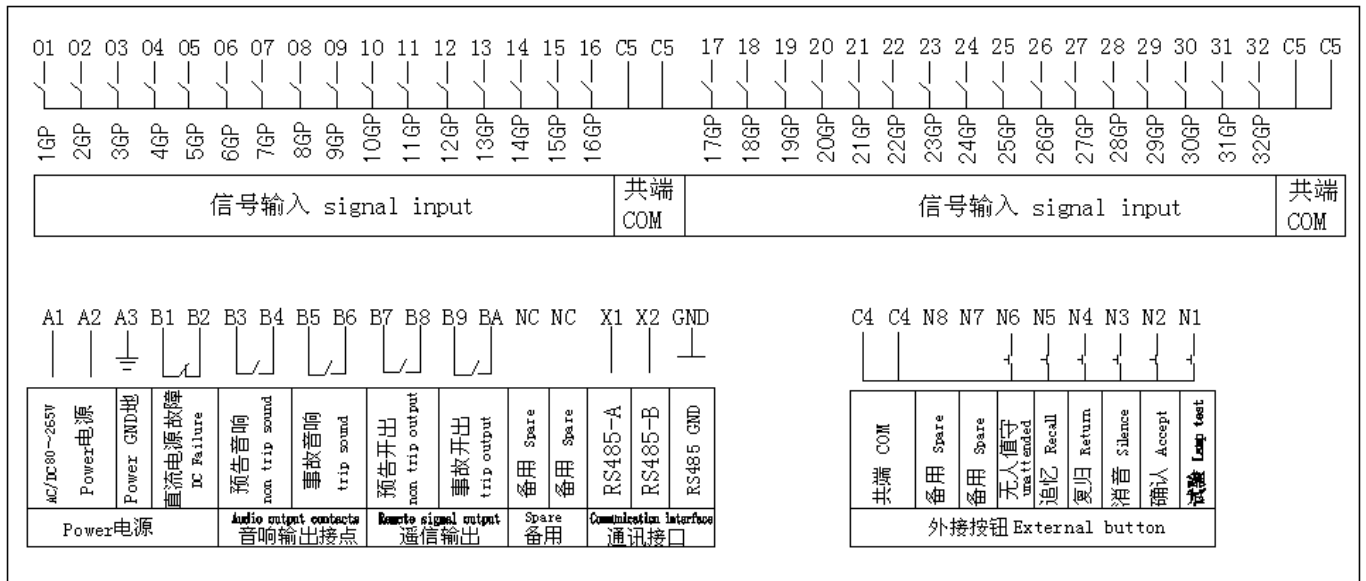 01 02 03 04 05 06 07 08 09 10 11 12 13 14 15 16 C5 C5 17 18 19 20 21 22 23 24 25 26 27 28 29 30 31 32 C5 C5
1GP 2GP 3GP 4GP 5GP 6GP 7GP 8GP 9GP 10GP 11GP 12GP 13GP 14GP 15GP 16GP 17GP 18GP 19GP 20GP 21GP 22GP 23GP 24GP 25GP 26GP 27GP 28GP 29GP 30GP 31GP 32GP
信号输入 signal input
共端
COM
信号输入 signal input
共端
COM
A1 A2 A3 B1 B2 B3 B4 B5 B6 B7 B8 B9 BA NC NC X1 X2 GND
AC/DC80--265V
Power电源
Power GND地
直流电源故障
DC Failure
预告音响
non trip sound
事故音响
trip sound
预告开出
non trip output
事故开出
trip output
备用 Spare
备用 Spare
RS485-A
RS485-B
RS485 GND
Power电源
Audio output contacts
音响输出接点
Remote signal output
遥信输出
Spare
备用
Communication interface
通讯接口
C4 C4 N8 N7 N6 N5 N4 N3 N2 N1
共端 COM
备用 Spare
备用 Spare
无人值守
unattended
追忆 Recall
复归 Return
消音 Silence
确认 Accept
试验 Lamp test
外接按钮 External button